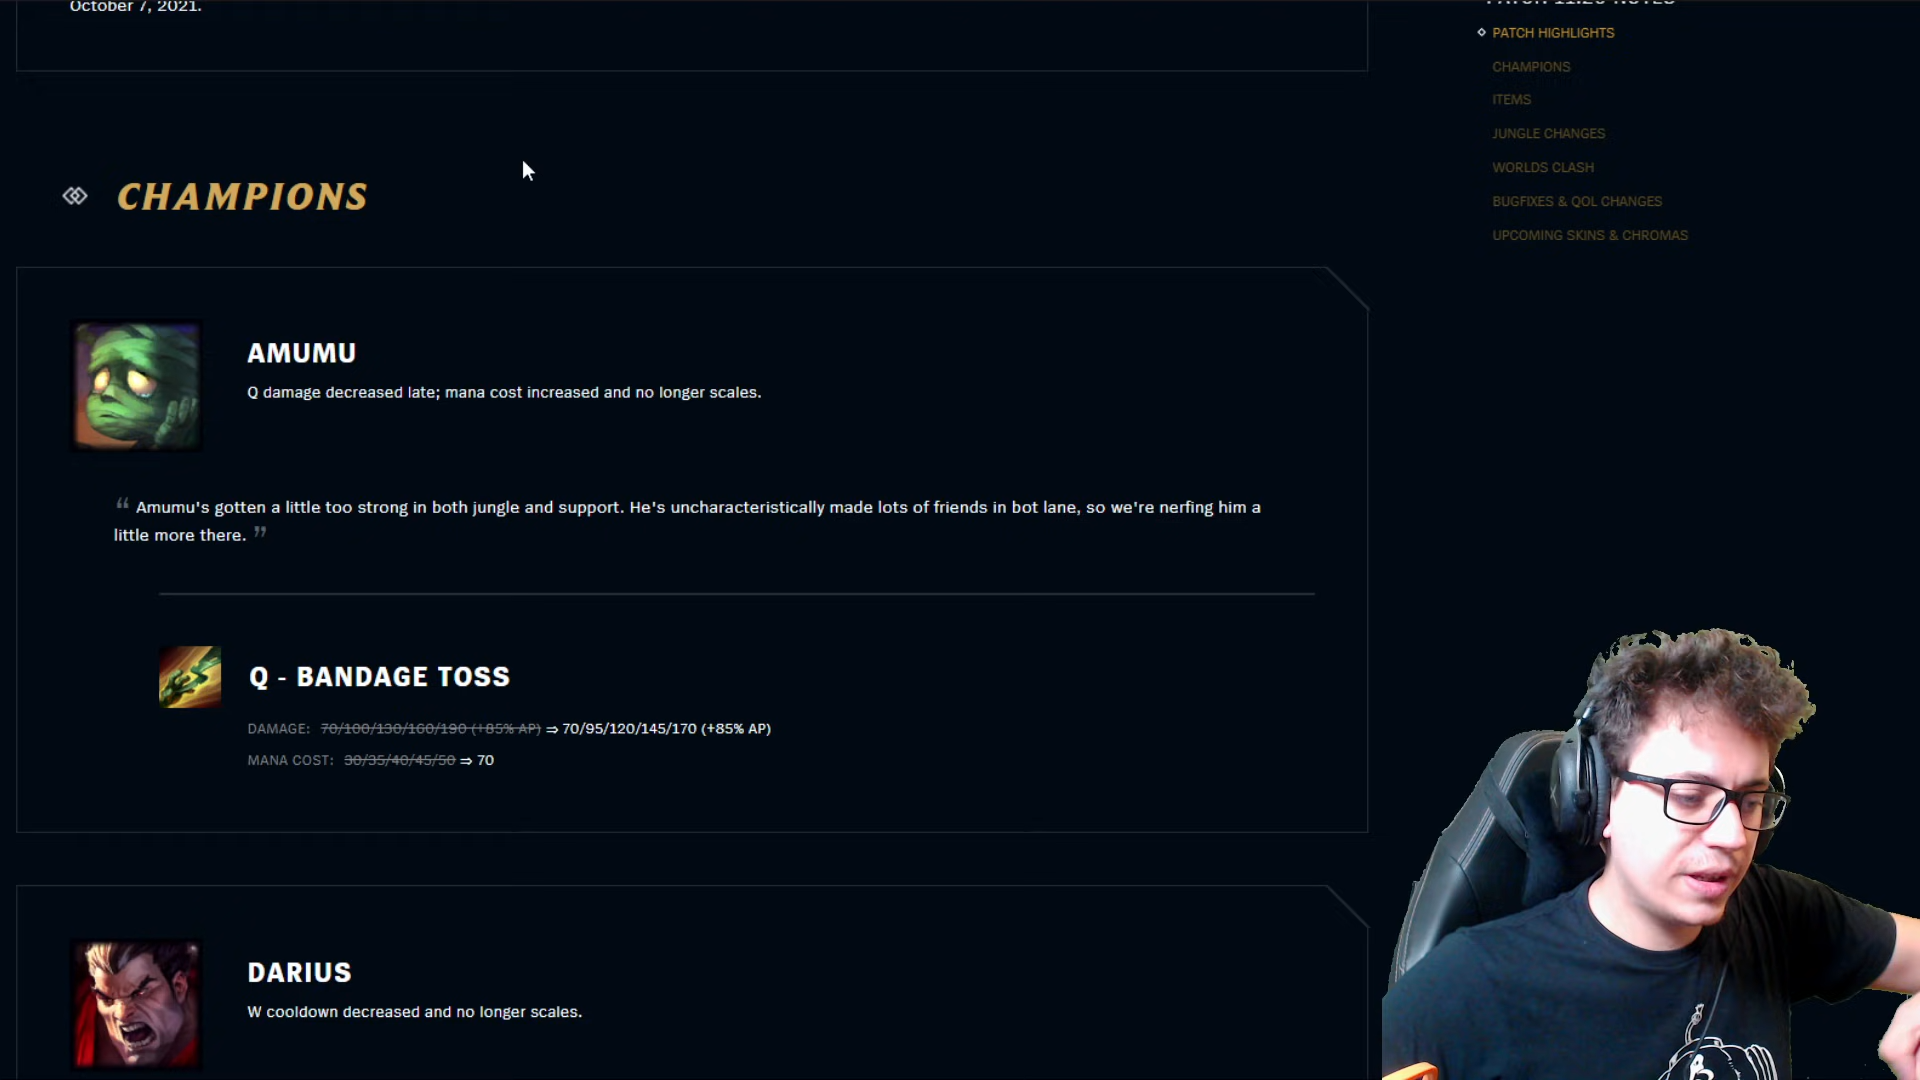 October 7, 2021.
PATCH 11.20 NOTES
PATCH HIGHLIGHTS
CHAMPIONS
ITEMS
JUNGLE CHANGES
WORLDS CLASH
BUGFIXES & QOL CHANGES
UPCOMING SKINS & CHROMAS
CHAMPIONS
AMUMU
Q damage decreased late; mana cost increased and no longer scales.
“ Amumu's gotten a little too strong in both jungle and support. He's uncharacteristically made lots of friends in bot lane, so we're nerfing him a
little more there. ”
Q - BANDAGE TOSS
DAMAGE: 70/100/130/160/190 (+85% AP) ⇒ 70/95/120/145/170 (+85% AP)
MANA COST: 30/35/40/45/50 ⇒ 70
DARIUS
W cooldown decreased and no longer scales.